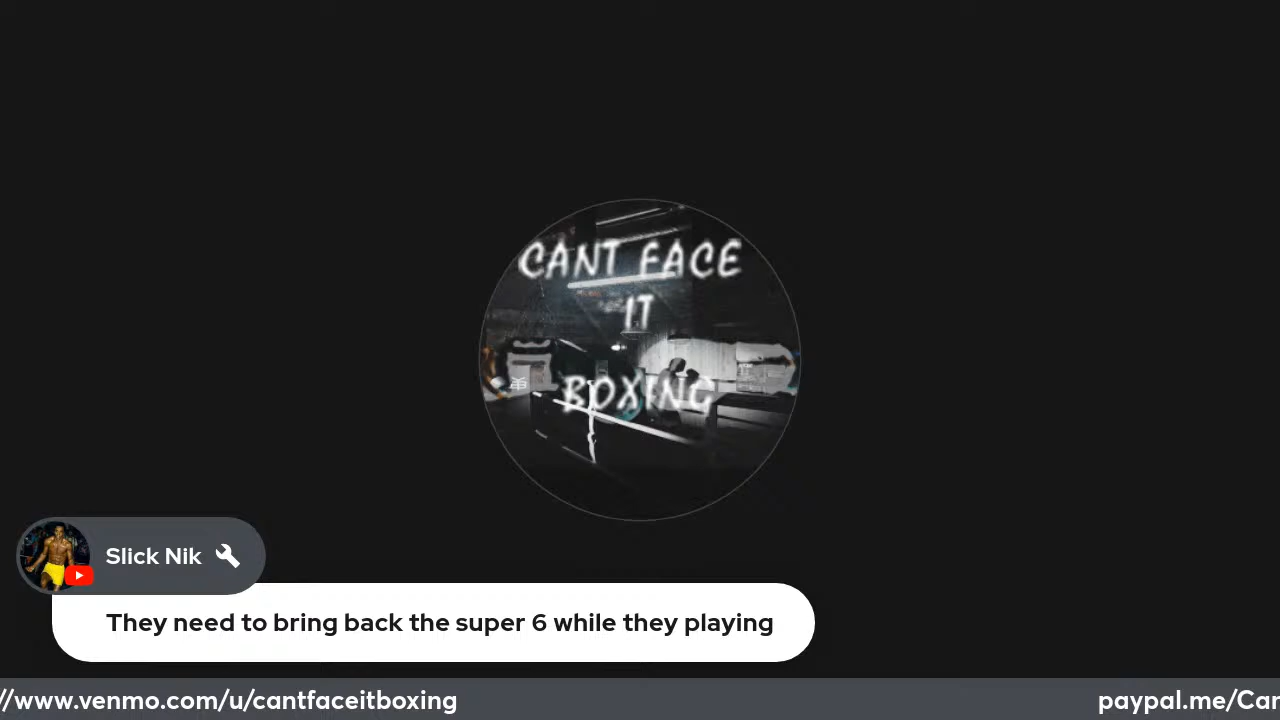 CANT FACE
IT
BOXING
Slick Nik
They need to bring back the super 6 while they playing
//www.venmo.com/u/cantfaceitboxing
paypal.me/Car